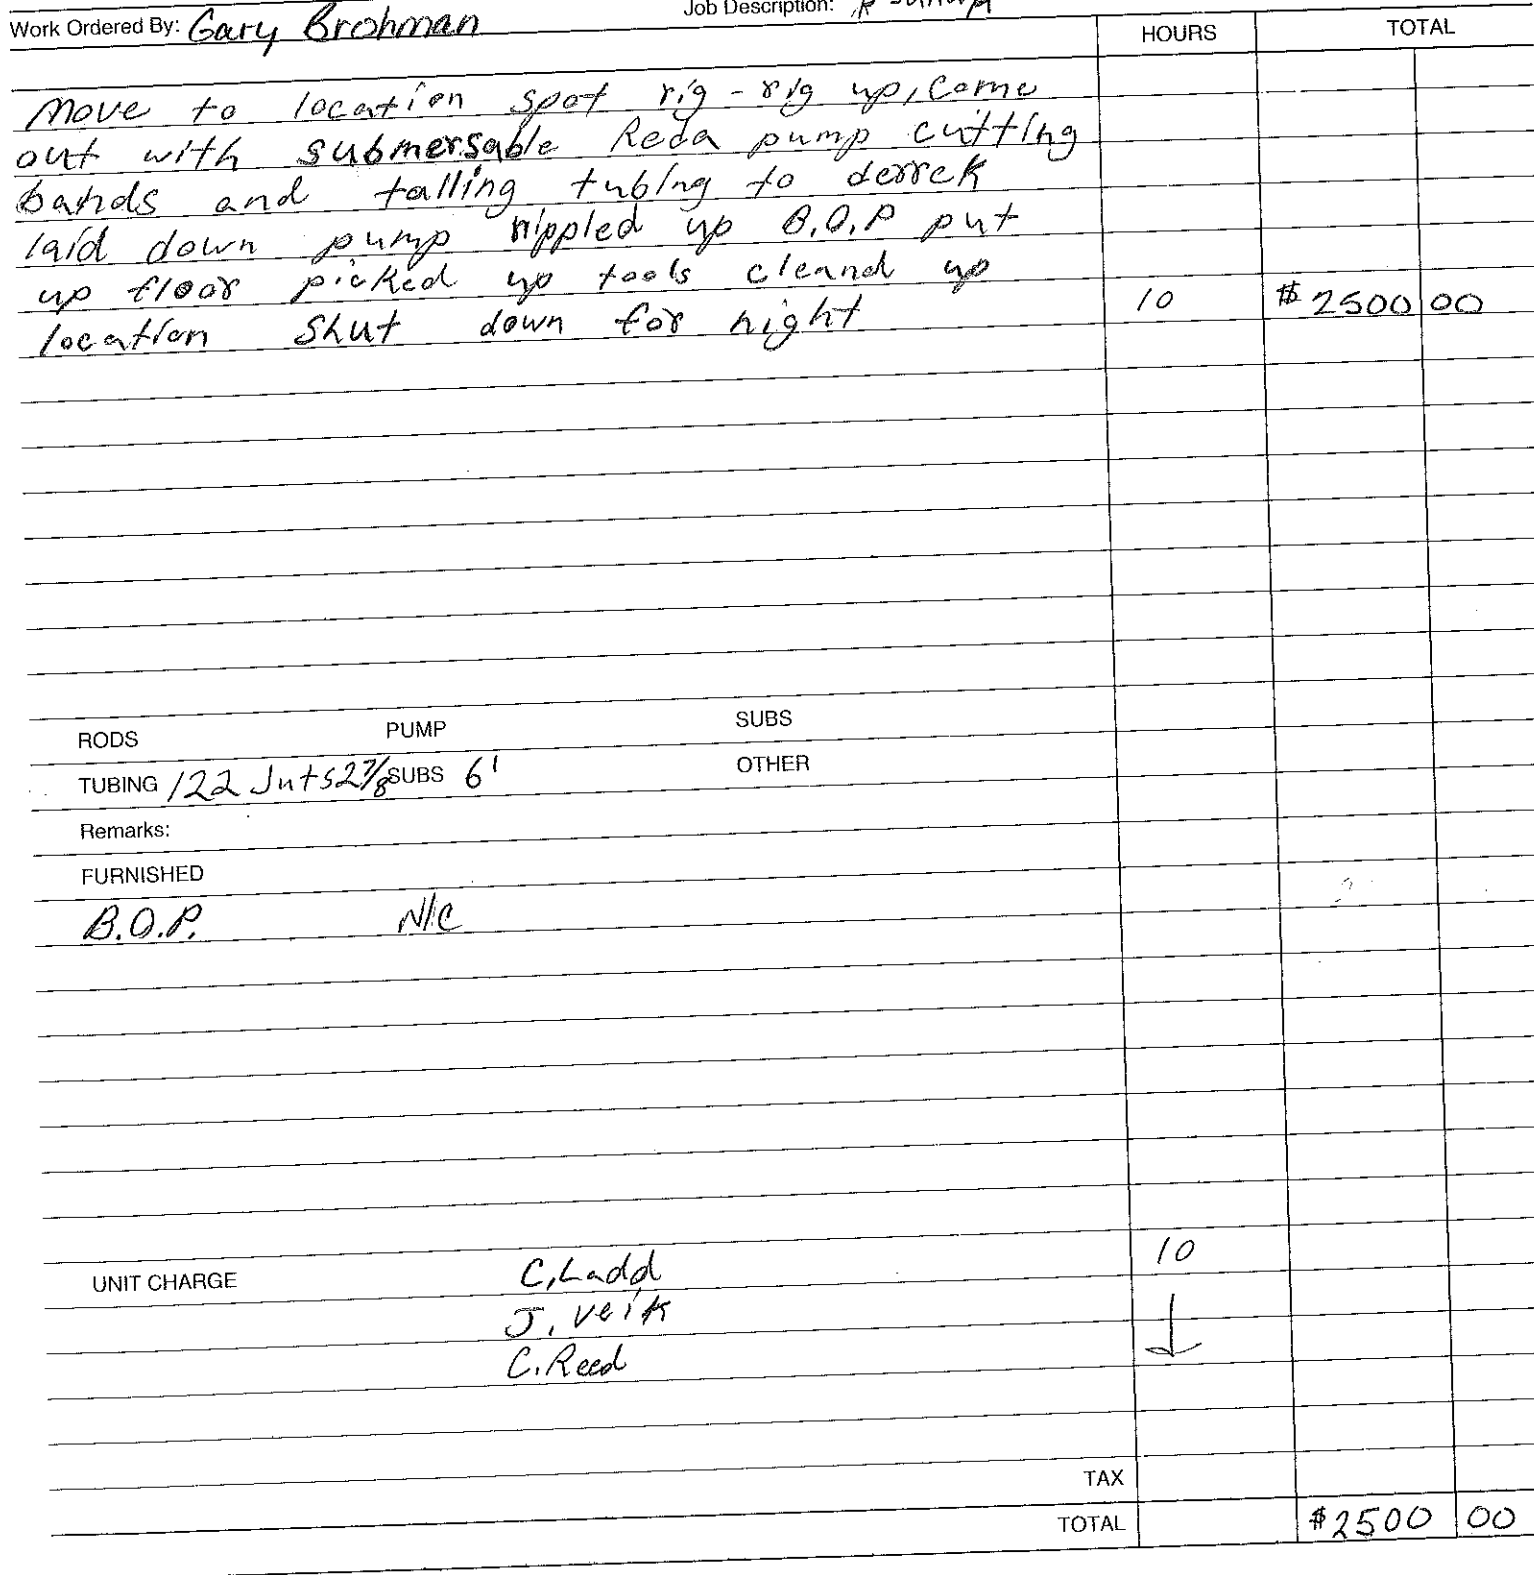 Work Ordered By: Gary Brohman Job Description:
HOURS TOTAL
Move to location spot rig - rig up, Come
out with submersable Reda pump cutting
bands and talling tubing to derrek
laid down pump nippled up B.O.P put
up floor picked up tools cleand up
location Shut down for night 10 $2500 00
RODS PUMP SUBS
TUBING 122 Jnts 2 7/8 SUBS 6' OTHER
Remarks:
FURNISHED
B.O.P. N/C
UNIT CHARGE C. Ladd 10
J. Veik
C. Reed
TAX
TOTAL $2500 00